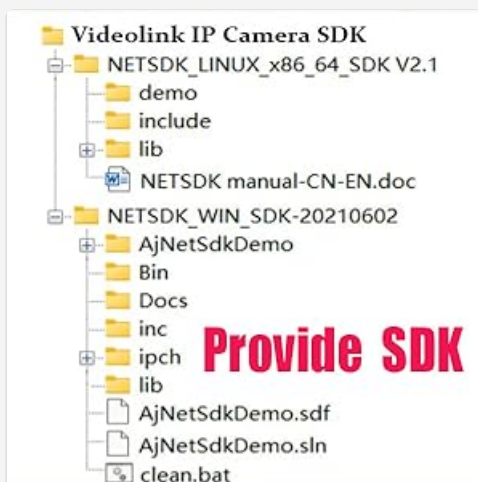 Videolink IP Camera SDK
NETSDK_LINUX_x86_64_SDK V2.1
demo
include
lib
NETSDK manual-CN-EN.doc
NETSDK_WIN_SDK-20210602
AjNetSdkDemo
Bin
Docs
inc
ipch
Provide SDK
lib
AjNetSdkDemo.sdf
AjNetSdkDemo.sln
clean.bat